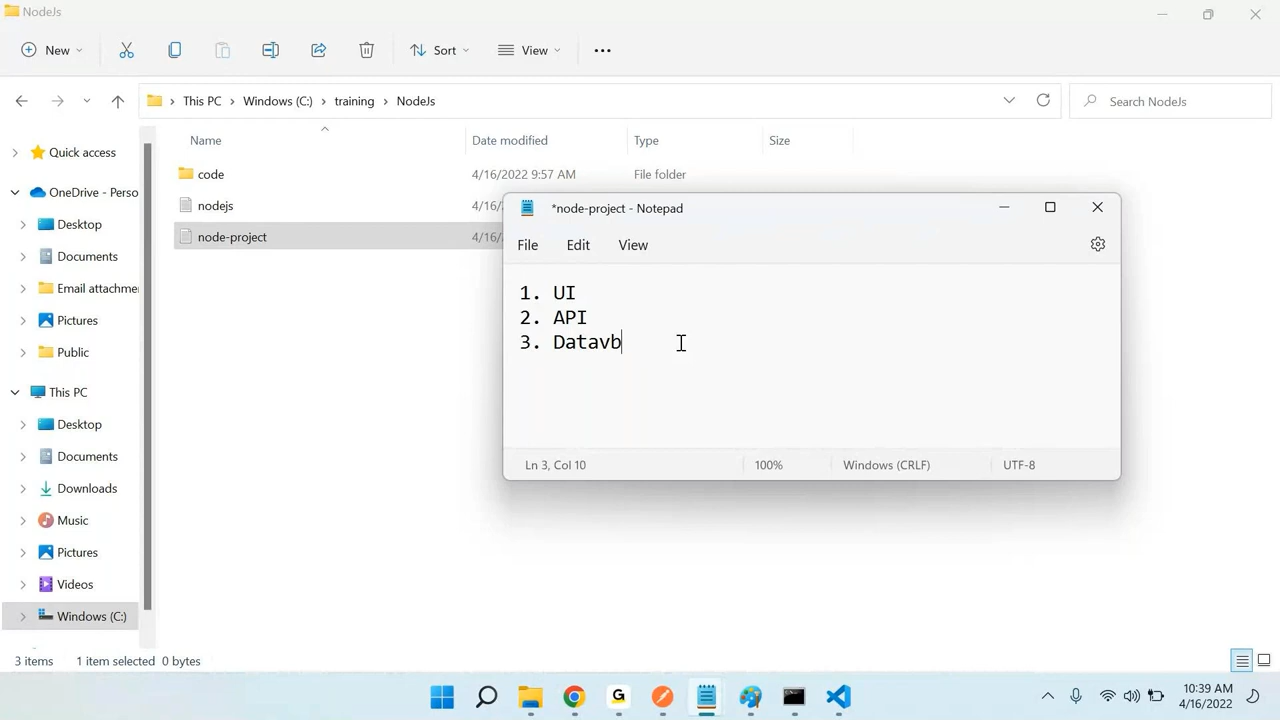 NodeJs
New
Sort
View
This PC
Windows (C:)
training
NodeJs
Search NodeJs
Name
Date modified
Type
Size
Quick access
OneDrive - Perso
Desktop
Documents
Email attachme
Pictures
Public
This PC
Desktop
Documents
Downloads
Music
Pictures
Videos
Windows (C:)
code
4/16/2022 9:57 AM
File folder
nodejs
4/16/
node-project
4/16/
*node-project - Notepad
File
Edit
View
1. UI
2. API
3. Datavb
Ln 3, Col 10
100%
Windows (CRLF)
UTF-8
3 items
1 item selected
0 bytes
G
10:39 AM
4/16/2022